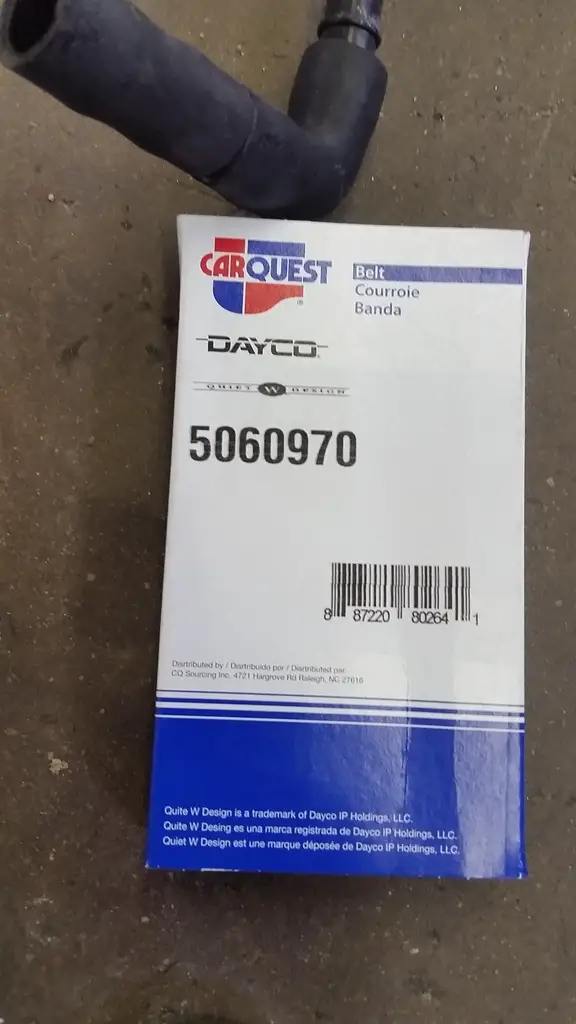 CARQUEST
®
Belt
Courroie
Banda
DAYCO®
QUIET W DESIGN
5060970
8 87220 80264 1
Distributed by / Distribuido por / Distributed par
CQ Sourcing Inc. 4721 Hargrove Rd Raleigh, NC 27616
Quite W Design is a trademark of Dayco IP Holdings, LLC.
Quite W Desing es una marca registrada de Dayco IP Holdings, LLC.
Quiet W Design est une marque déposée de Dayco IP Holdings, LLC.